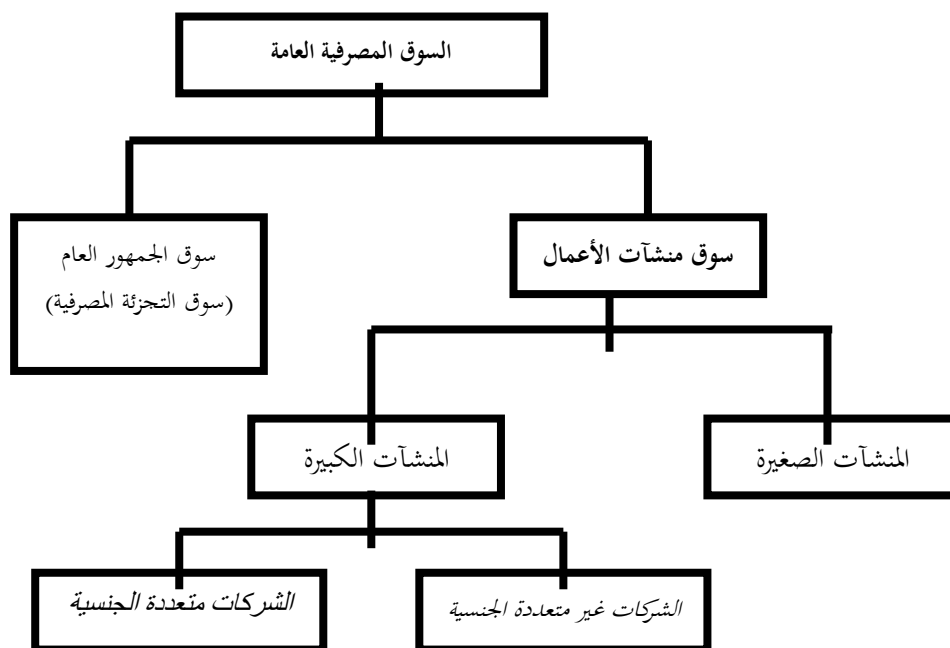 السوق المصرفية العامة
سوق منشآت الأعمال
سوق الجمهور العام
(سوق التجزئة المصرفية)
المنشآت الصغيرة
المنشآت الكبيرة
الشركات غير متعددة الجنسية
الشركات متعددة الجنسية